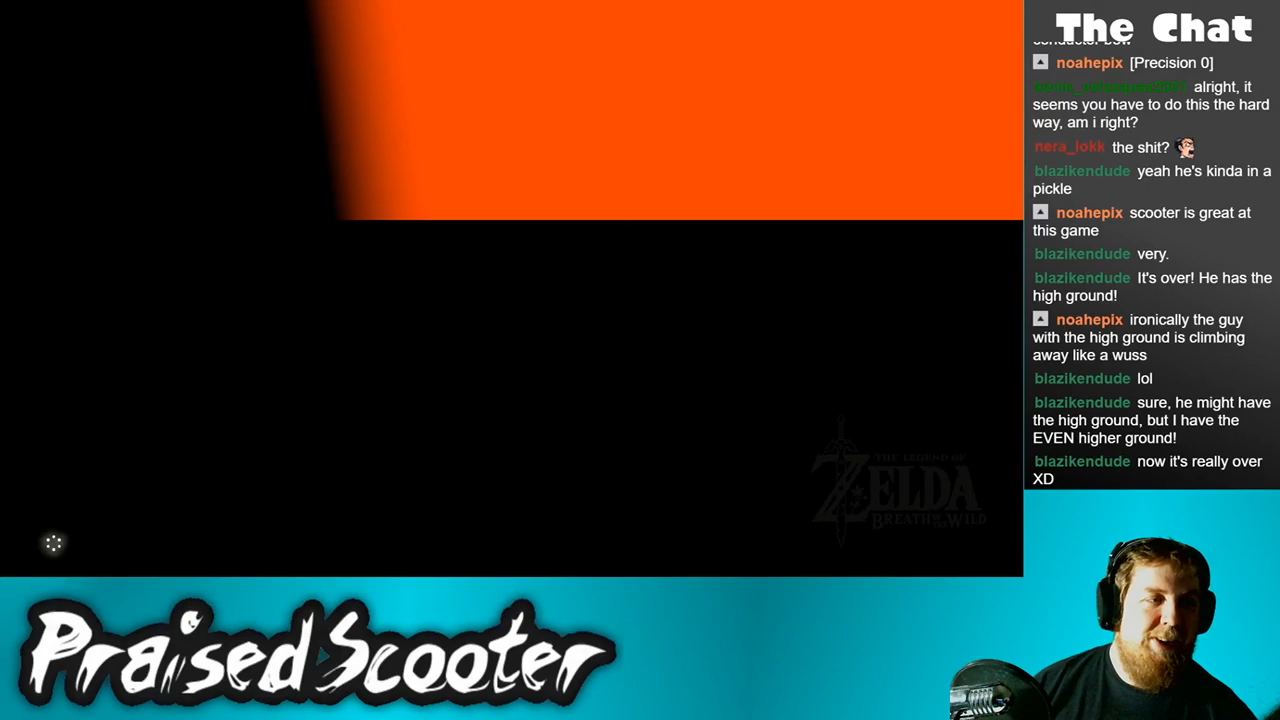 The Chat
noahepix [Precision 0]
alright, it
seems you have to do this the hard
way, am i right?
nera_lokk the shit?
blazikendude yeah he's kinda in a
pickle
noahepix scooter is great at
this game
blazikendude very.
blazikendude It's over! He has the
high ground!
noahepix ironically the guy
with the high ground is climbing
away like a wuss
blazikendude lol
blazikendude sure, he might have
the high ground, but I have the
EVEN higher ground!
blazikendude now it's really over
XD
THE LEGEND OF
ZELDA
BREATH OF THE WILD
PraisedScooter